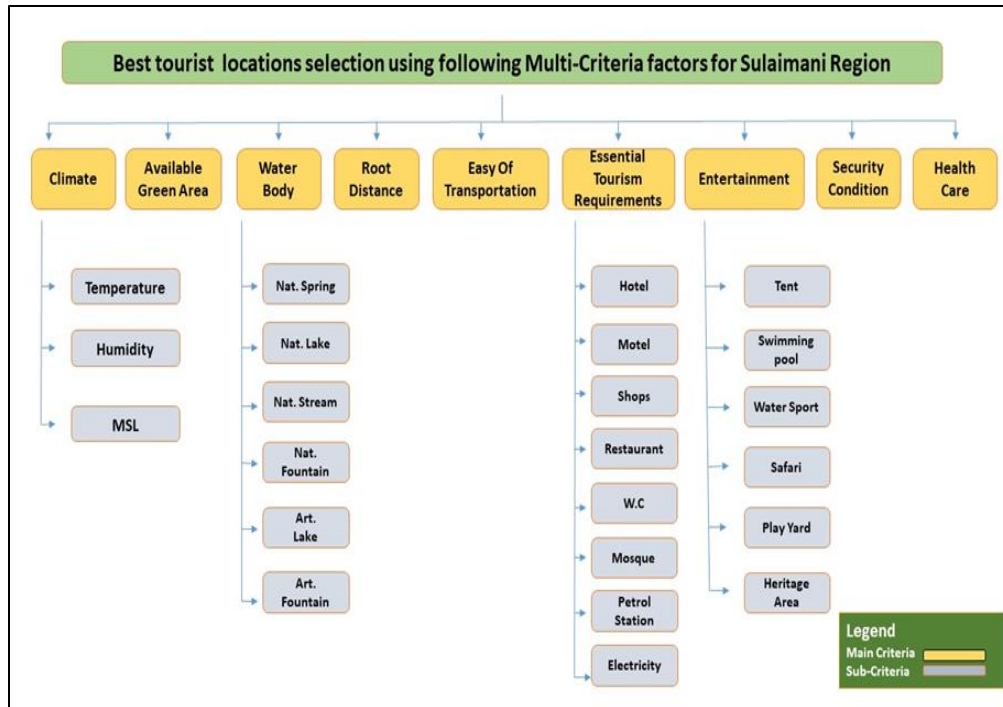 Best tourist locations selection using following Multi-Criteria factors for Sulaimani Region
Climate
Available
Green Area
Water
Body
Root
Distance
Easy Of
Transportation
Essential
Tourism
Requirements
Entertainment
Security
Condition
Health
Care
Temperature
Humidity
MSL
Nat. Spring
Nat. Lake
Nat. Stream
Nat.
Fountain
Art.
Lake
Art.
Fountain
Hotel
Motel
Shops
Restaurant
W.C
Mosque
Petrol
Station
Electricity
Tent
Swimming
pool
Water Sport
Safari
Play Yard
Heritage
Area
Legend
Main Criteria
Sub-Criteria